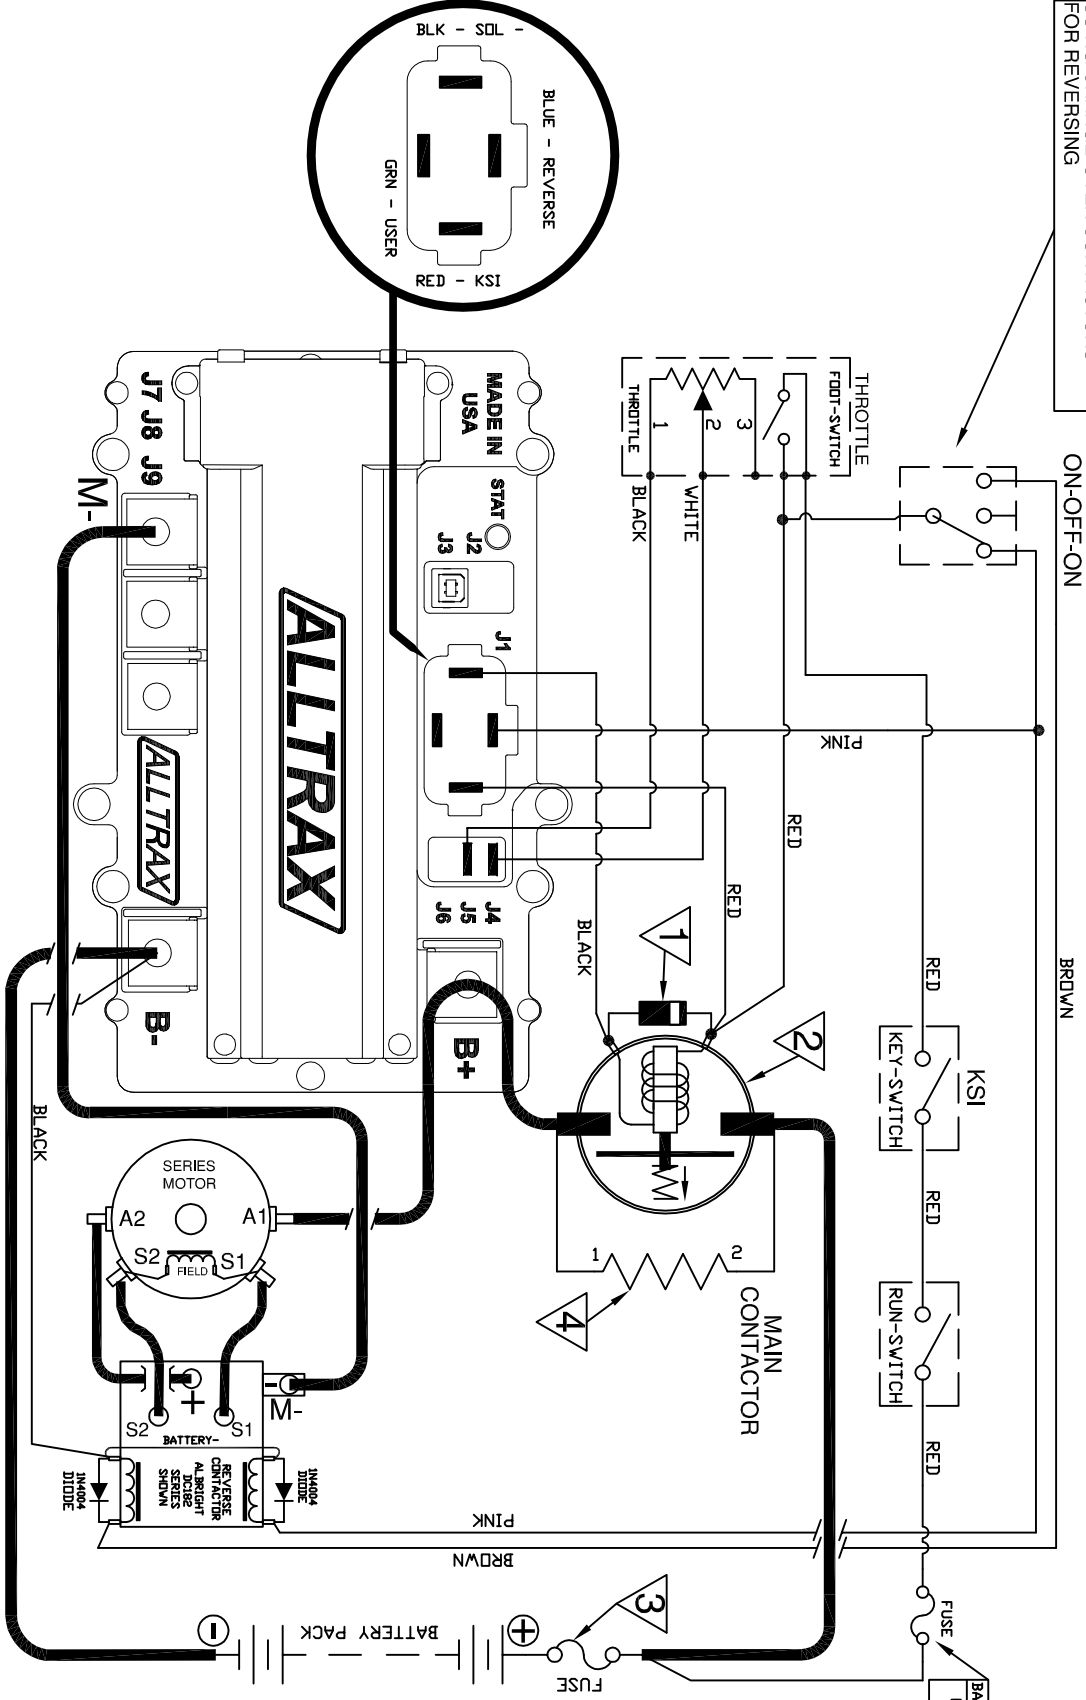 FOR REVERSING
ON-OFF-ON
BLK - SOL -
BLUE - REVERSE
GRN - USER
RED - KSI
THROTTLE
FOOT-SWITCH
THROTTLE
1
2
3
BLACK
WHITE
MADE IN
USA
STAT
J2
J3
J1
J4
J5
J6
J7 J8 J9
M-
ALLTRAX
ALLTRAX
B-
B+
PINK
RED
RED
BLACK
BROWN
RED
KSI
KEY-SWITCH
RED
RUN-SWITCH
RED
FUSE
BA
1
2
1
2
4
MAIN
CONTACTOR
BLACK
SERIES
MOTOR
A2
A1
S2
S1
FIELD
M-
-
+
S2
S1
BATTERY-
REVERSE
CONTACTOR
ALBRIGHT
DC182
SERIES
SHOWN
1N4004
DIODE
1N4004
DIODE
PINK
BROWN
3
FUSE
-
BATTERY PACK
+